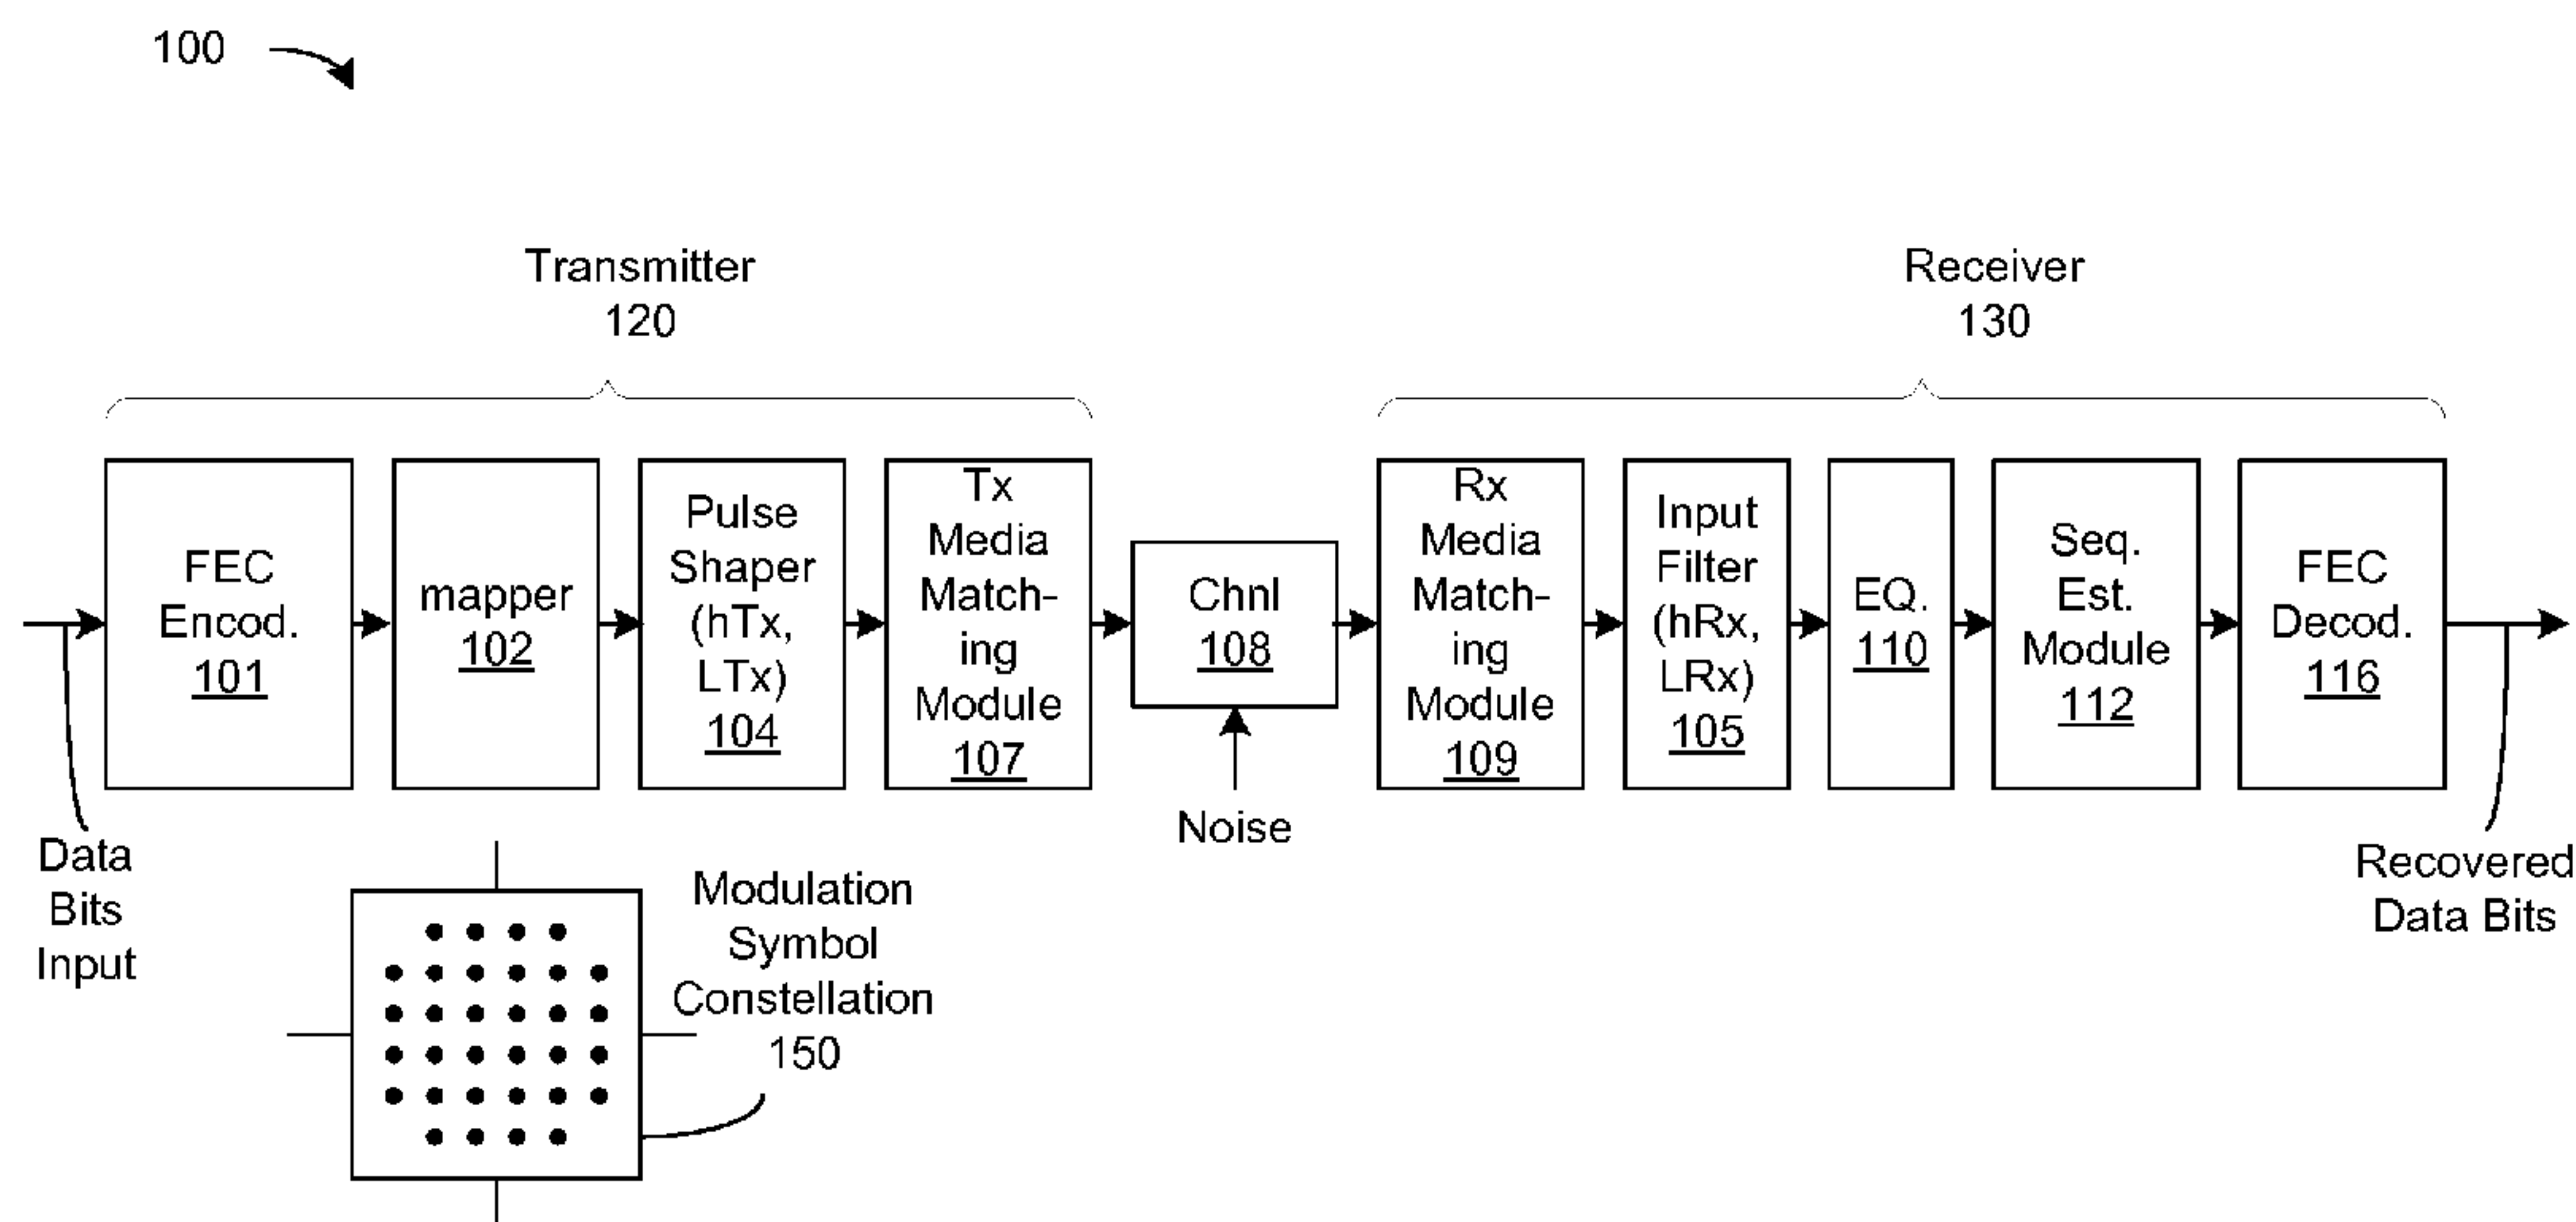 100
Transmitter
120
Receiver
130
FEC
Encod.
101
mapper
102
Pulse
Shaper
(hTx,
LTx)
104
Tx
Media
Match-
ing
Module
107
Chnl
108
Noise
Rx
Media
Match-
ing
Module
109
Input
Filter
(hRx,
LRx)
105
EQ.
110
Seq.
Est.
Module
112
FEC
Decod.
116
Data
Bits
Input
Modulation
Symbol
Constellation
150
Recovered
Data Bits